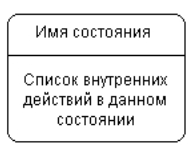 Имя состояния
Список внутренних
действий в данном
состоянии